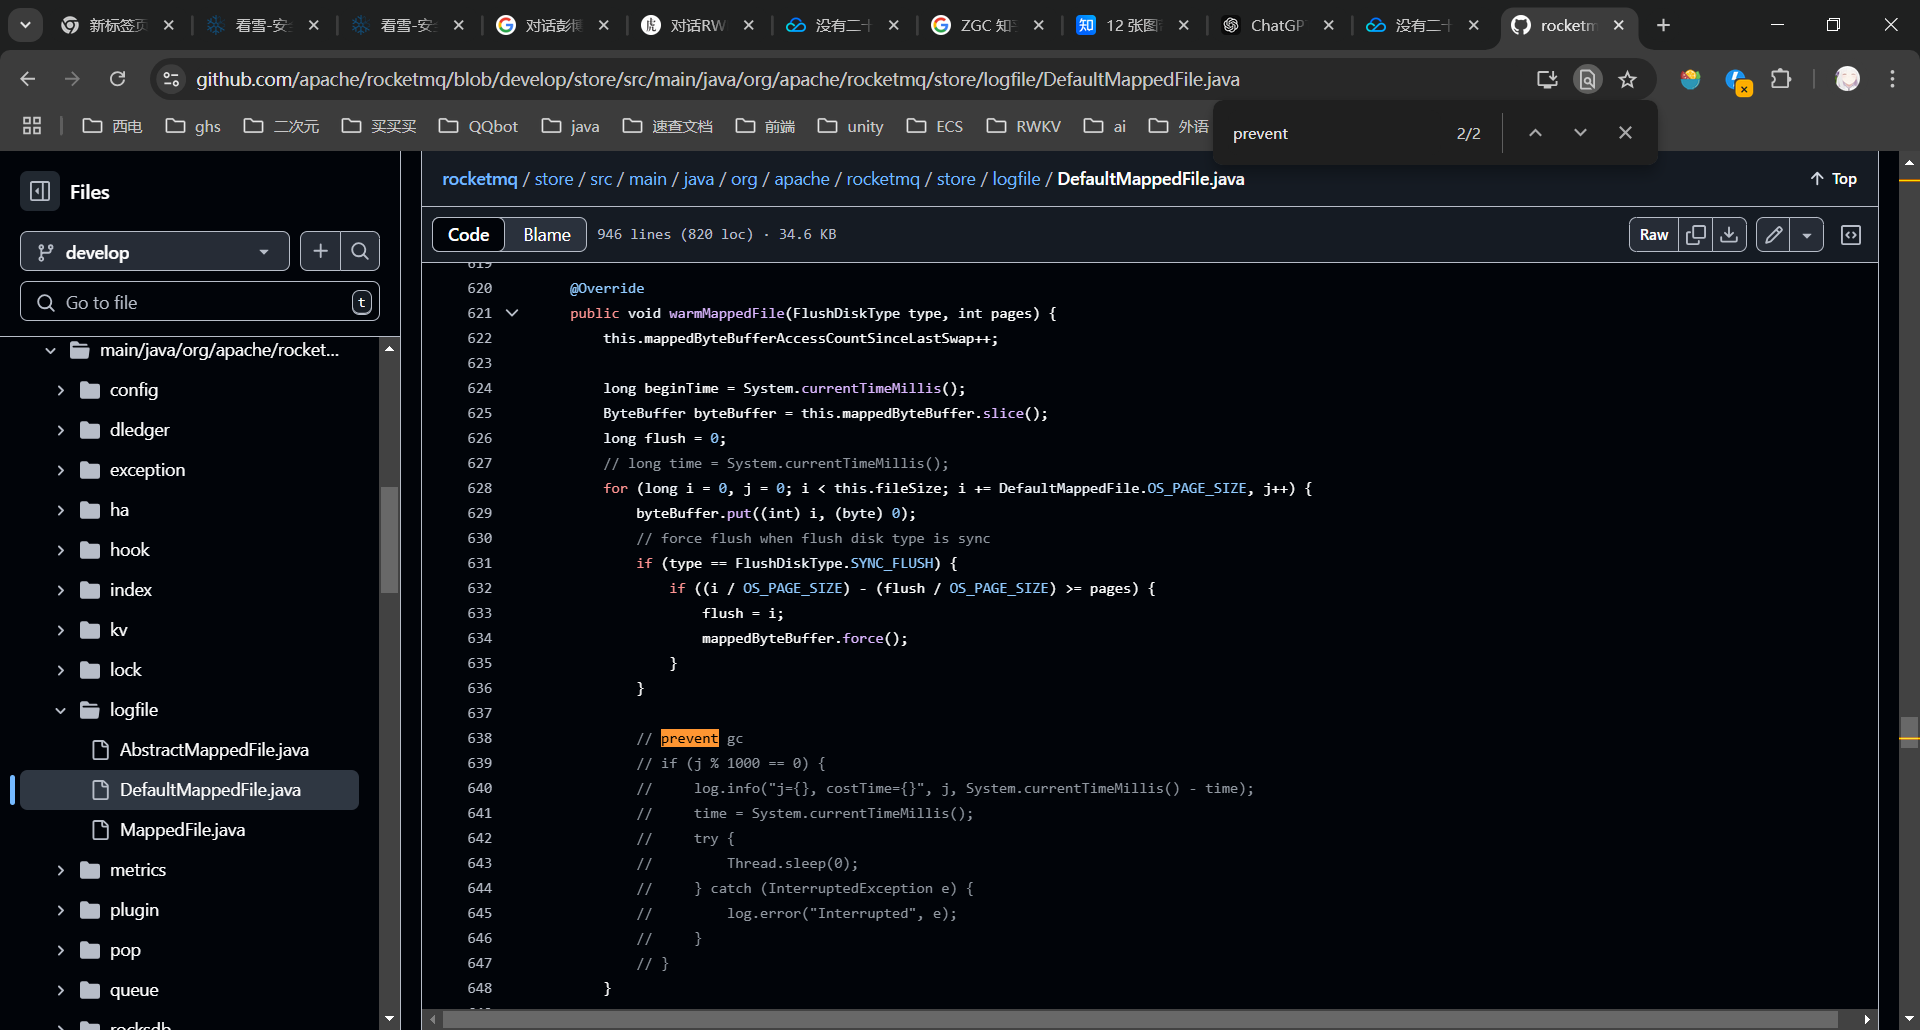 新标签页
看雪-安
看雪-安
对话彭
对话RW
没有二十
ZGC 知
12 张图
ChatGP
没有二十
rocketm
github.com/apache/rocketmq/blob/develop/store/src/main/java/org/apache/rocketmq/store/logfile/DefaultMappedFile.java
西电
ghs
二次元
买买买
QQbot
java
速查文档
前端
unity
ECS
RWKV
ai
外语
prevent
2/2
Files
develop
Go to file
t
main/java/org/apache/rocket...
config
dledger
exception
ha
hook
index
kv
lock
logfile
AbstractMappedFile.java
DefaultMappedFile.java
MappedFile.java
metrics
plugin
pop
queue
rocksdb
rocketmq / store / src / main / java / org / apache / rocketmq / store / logfile / DefaultMappedFile.java
Top
Code
Blame
946 lines (820 loc) · 34.6 KB
Raw
619
620 @Override
621 public void warmMappedFile(FlushDiskType type, int pages) {
622 this.mappedByteBufferAccessCountSinceLastSwap++;
623
624 long beginTime = System.currentTimeMillis();
625 ByteBuffer byteBuffer = this.mappedByteBuffer.slice();
626 long flush = 0;
627 // long time = System.currentTimeMillis();
628 for (long i = 0, j = 0; i < this.fileSize; i += DefaultMappedFile.OS_PAGE_SIZE, j++) {
629 byteBuffer.put((int) i, (byte) 0);
630 // force flush when flush disk type is sync
631 if (type == FlushDiskType.SYNC_FLUSH) {
632 if ((i / OS_PAGE_SIZE) - (flush / OS_PAGE_SIZE) >= pages) {
633 flush = i;
634 mappedByteBuffer.force();
635 }
636 }
637
638 // prevent gc
639 // if (j % 1000 == 0) {
640 // log.info("j={}, costTime={}", j, System.currentTimeMillis() - time);
641 // time = System.currentTimeMillis();
642 // try {
643 // Thread.sleep(0);
644 // } catch (InterruptedException e) {
645 // log.error("Interrupted", e);
646 // }
647 // }
648 }